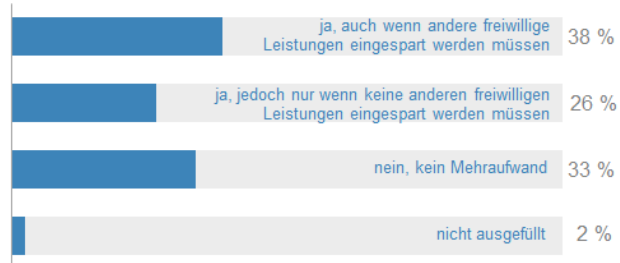 ja, auch wenn andere freiwillige
Leistungen eingespart werden müssen
38 %
ja, jedoch nur wenn keine anderen freiwilligen
Leistungen eingespart werden müssen
26 %
nein, kein Mehraufwand
33 %
nicht ausgefüllt
2 %